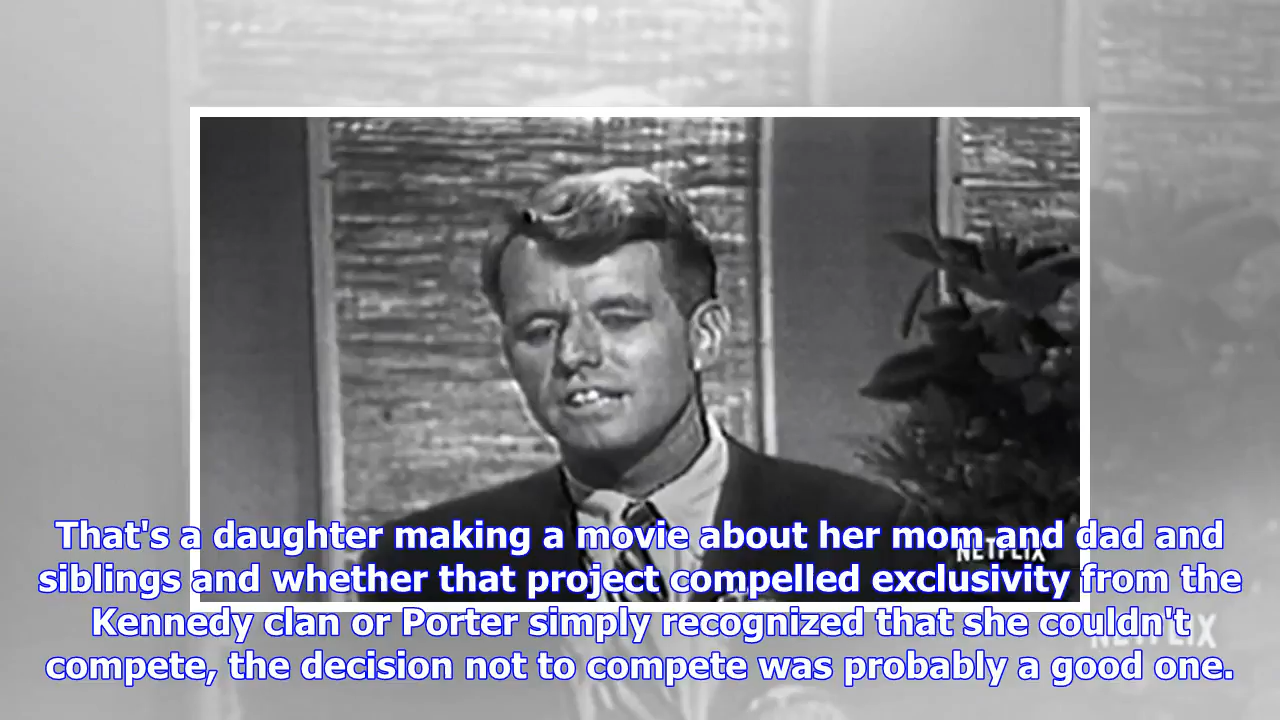 That's a daughter making a movie about her mom and dad and
NETFLIX
siblings and whether that project compelled exclusivity from the
Kennedy clan or Porter simply recognized that she couldn't
NETFLIX
compete, the decision not to compete was probably a good one.